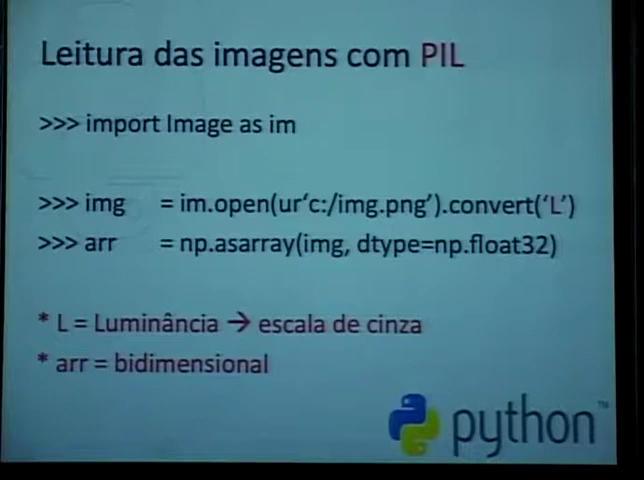 Leitura das imagens com PIL
>>> import Image as im
>>> img = im.open(ur'c:/img.png').convert('L')
>>> arr = np.asarray(img, dtype=np.float32)
* L = Luminância → escala de cinza
* arr = bidimensional
python™